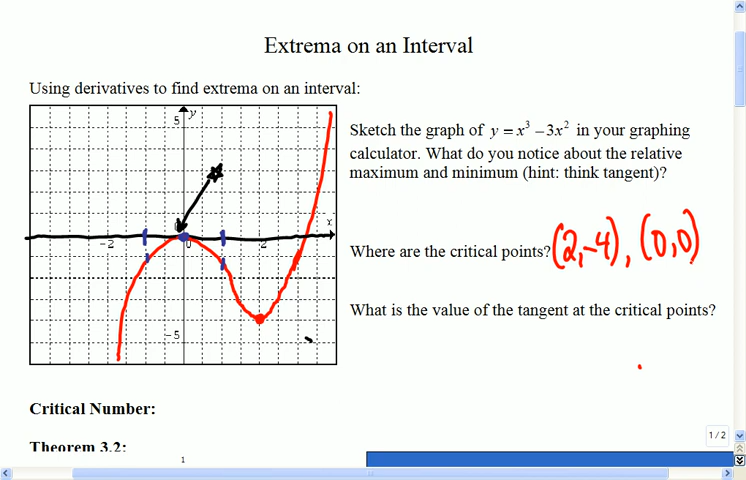 Extrema on an Interval
Using derivatives to find extrema on an interval:
y
5
x
-2
0
2
-5
Sketch the graph of y = x³ – 3x² in your graphing
calculator. What do you notice about the relative
maximum and minimum (hint: think tangent)?
Where are the critical points? (2,-4), (0,0)
What is the value of the tangent at the critical points?
Critical Number:
Theorem 3.2:
1
1 / 2